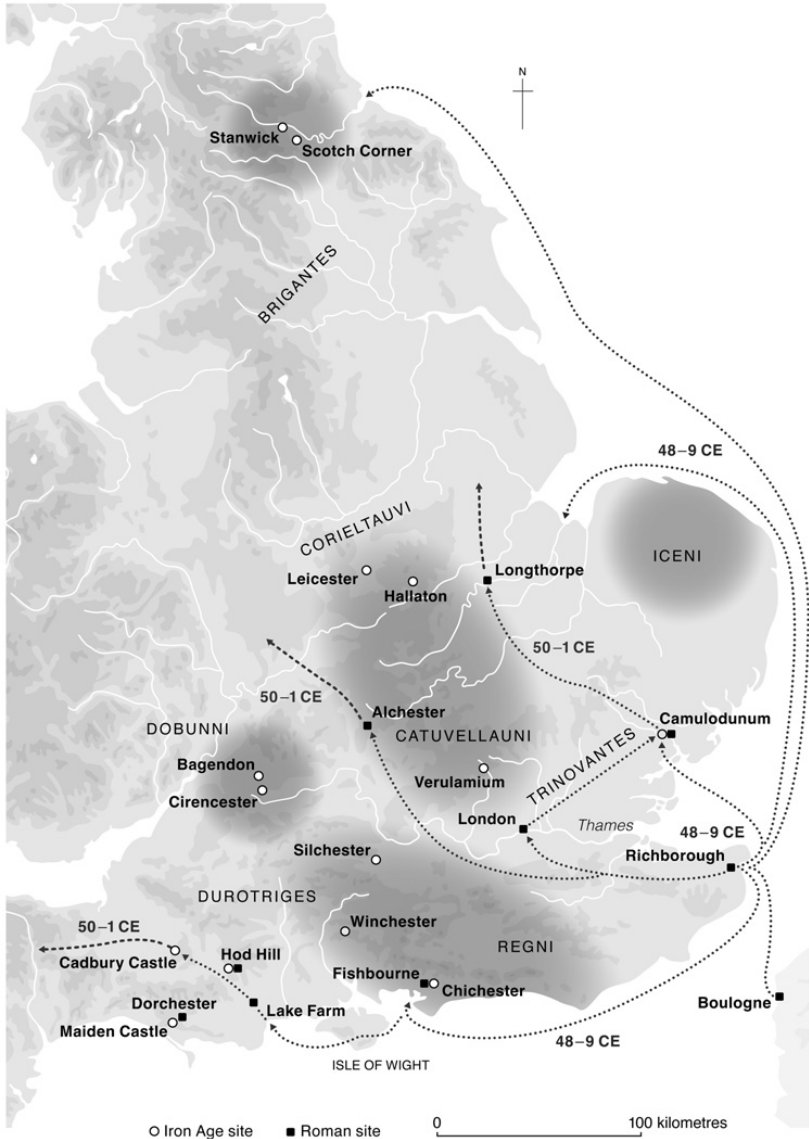 N
Stanwick
Scotch Corner
BRIGANTES
48–9 CE
CORIELTAUVI
ICENI
Leicester
Hallaton
Longthorpe
50–1 CE
50–1 CE
Alchester
Camulodunum
DOBUNNI
CATUVELLAUNI
TRINOVANTES
Bagendon
Verulamium
Cirencester
London
Thames
48–9 CE
Silchester
Richborough
DUROTRIGES
50–1 CE
Winchester
REGNI
Cadbury Castle
Hod Hill
Fishbourne
Chichester
Boulogne
Dorchester
Lake Farm
Maiden Castle
48–9 CE
ISLE OF WIGHT
Iron Age site
Roman site
0
100 kilometres